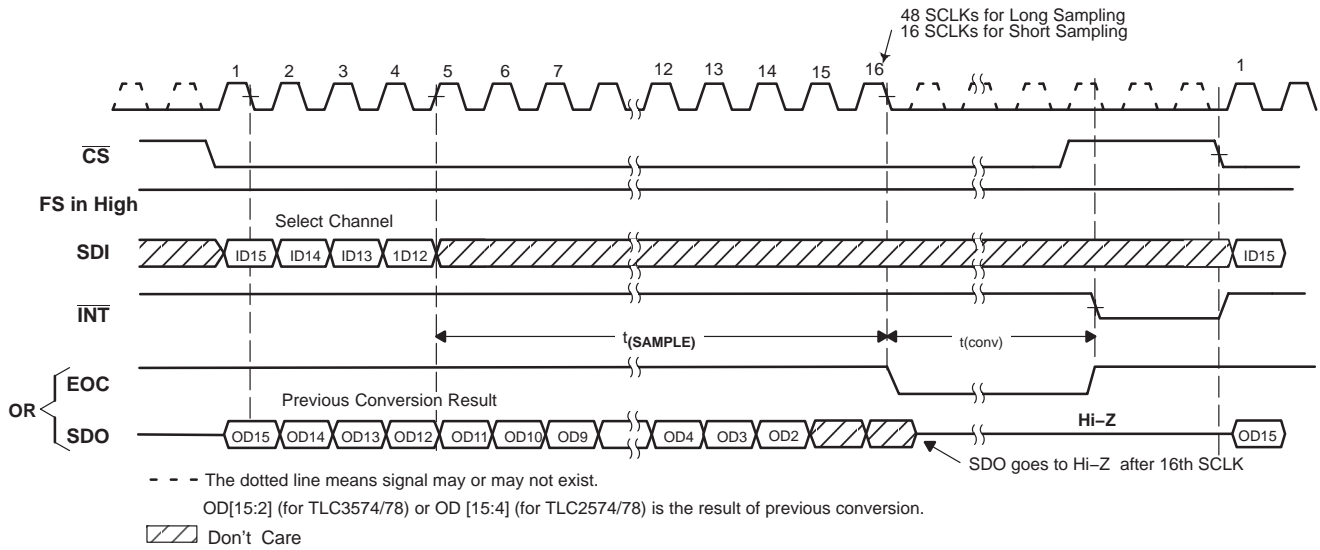 48 SCLKs for Long Sampling
16 SCLKs for Short Sampling
1 2 3 4 5 6 7 12 13 14 15 16 1
CS
FS in High
Select Channel
SDI ID15 ID14 ID13 1D12 ID15
INT
t(SAMPLE) t(conv)
EOC
OR
Previous Conversion Result
SDO OD15 OD14 OD13 OD12 OD11 OD10 OD9 OD4 OD3 OD2 Hi–Z OD15
SDO goes to Hi–Z after 16th SCLK
The dotted line means signal may or may not exist.
OD[15:2] (for TLC3574/78) or OD [15:4] (for TLC2574/78) is the result of previous conversion.
Don't Care